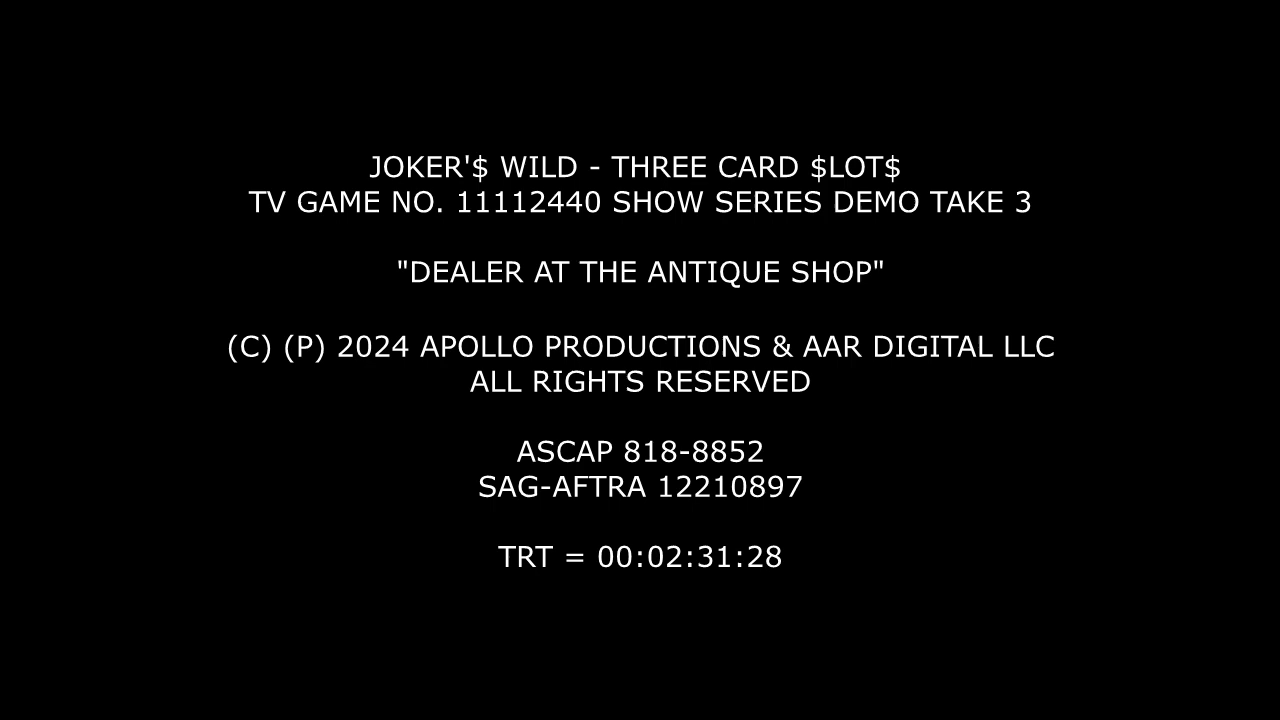 JOKER'$ WILD - THREE CARD $LOT$
TV GAME NO. 11112440 SHOW SERIES DEMO TAKE 3
"DEALER AT THE ANTIQUE SHOP"
(C) (P) 2024 APOLLO PRODUCTIONS & AAR DIGITAL LLC
ALL RIGHTS RESERVED
ASCAP 818-8852
SAG-AFTRA 12210897
TRT = 00:02:31:28